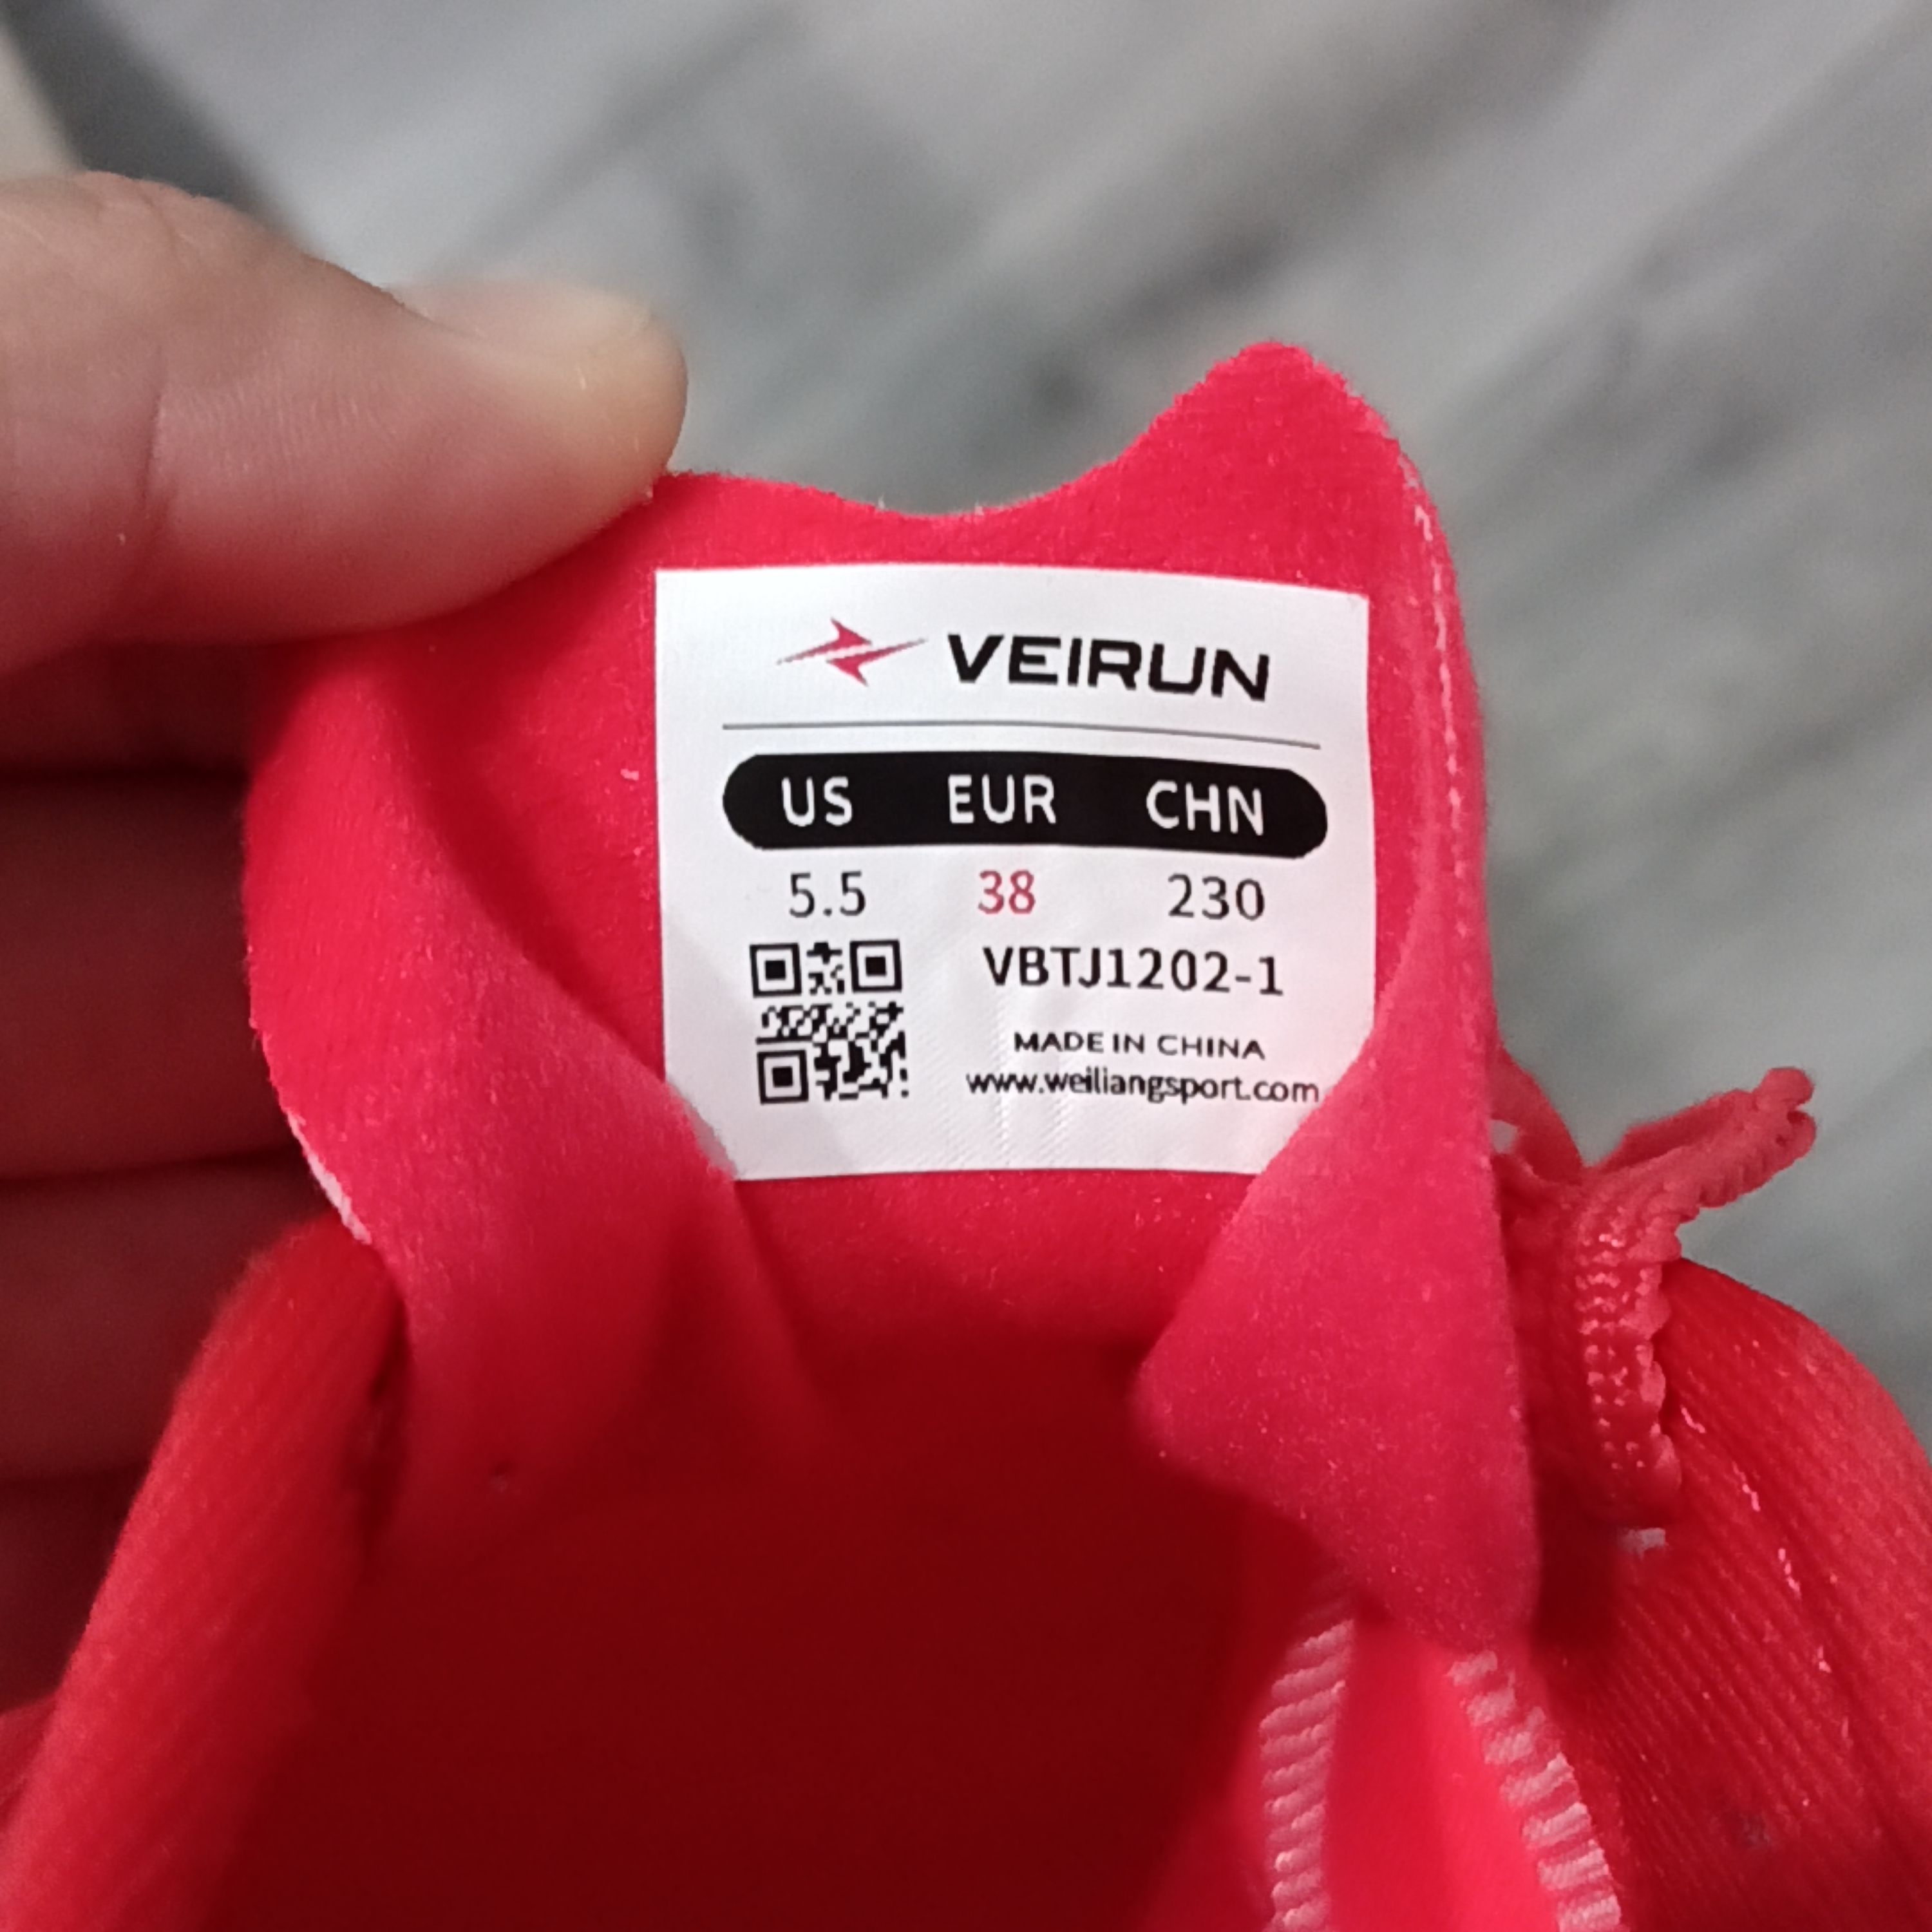 VEIRUN
US EUR CHN
5.5 38 230
VBTJ1202-1
MADE IN CHINA
www.weiliangsport.com